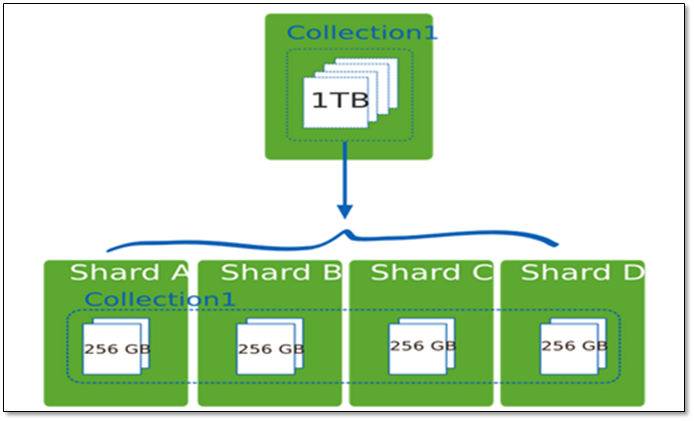 Collection1
1TB
Shard A Shard B Shard C Shard D
Collection1
256 GB 256 GB 256 GB 256 GB